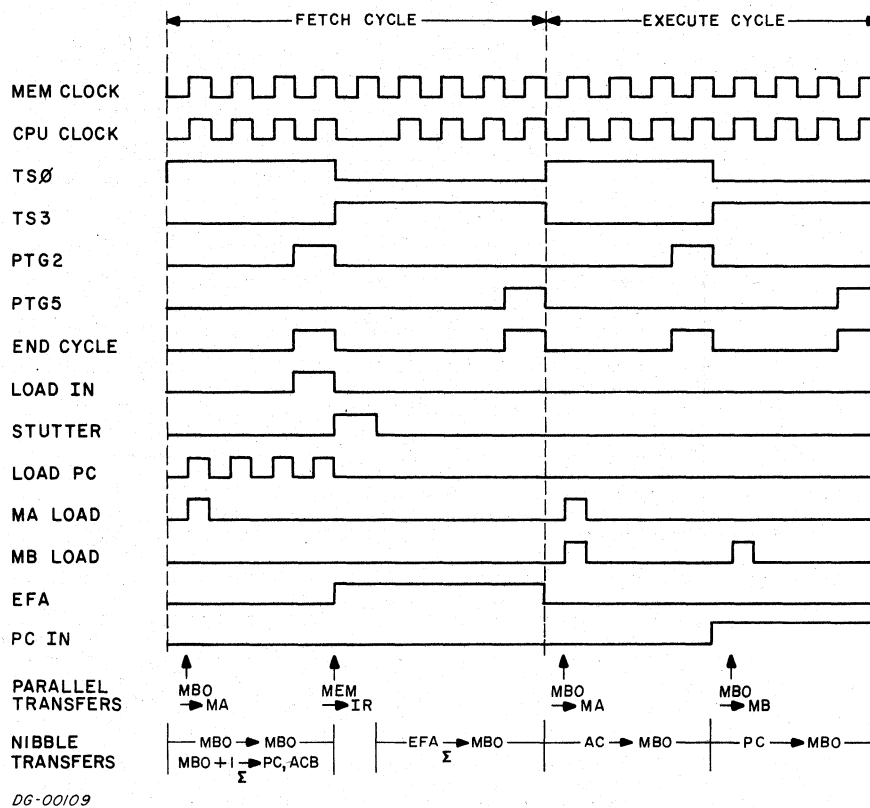 FETCH CYCLE EXECUTE CYCLE
MEM CLOCK
CPU CLOCK
TSØ
TS3
PTG2
PTG5
END CYCLE
LOAD IN
STUTTER
LOAD PC
MA LOAD
MB LOAD
EFA
PC IN
PARALLEL TRANSFERS
MBO → MA
MEM → IR
MBO → MA
MBO → MB
NIBBLE TRANSFERS
MBO → MBO
MBO + 1 → Σ PC, ACB
EFA → Σ MBO
AC → MBO
PC → MBO
DG-00109